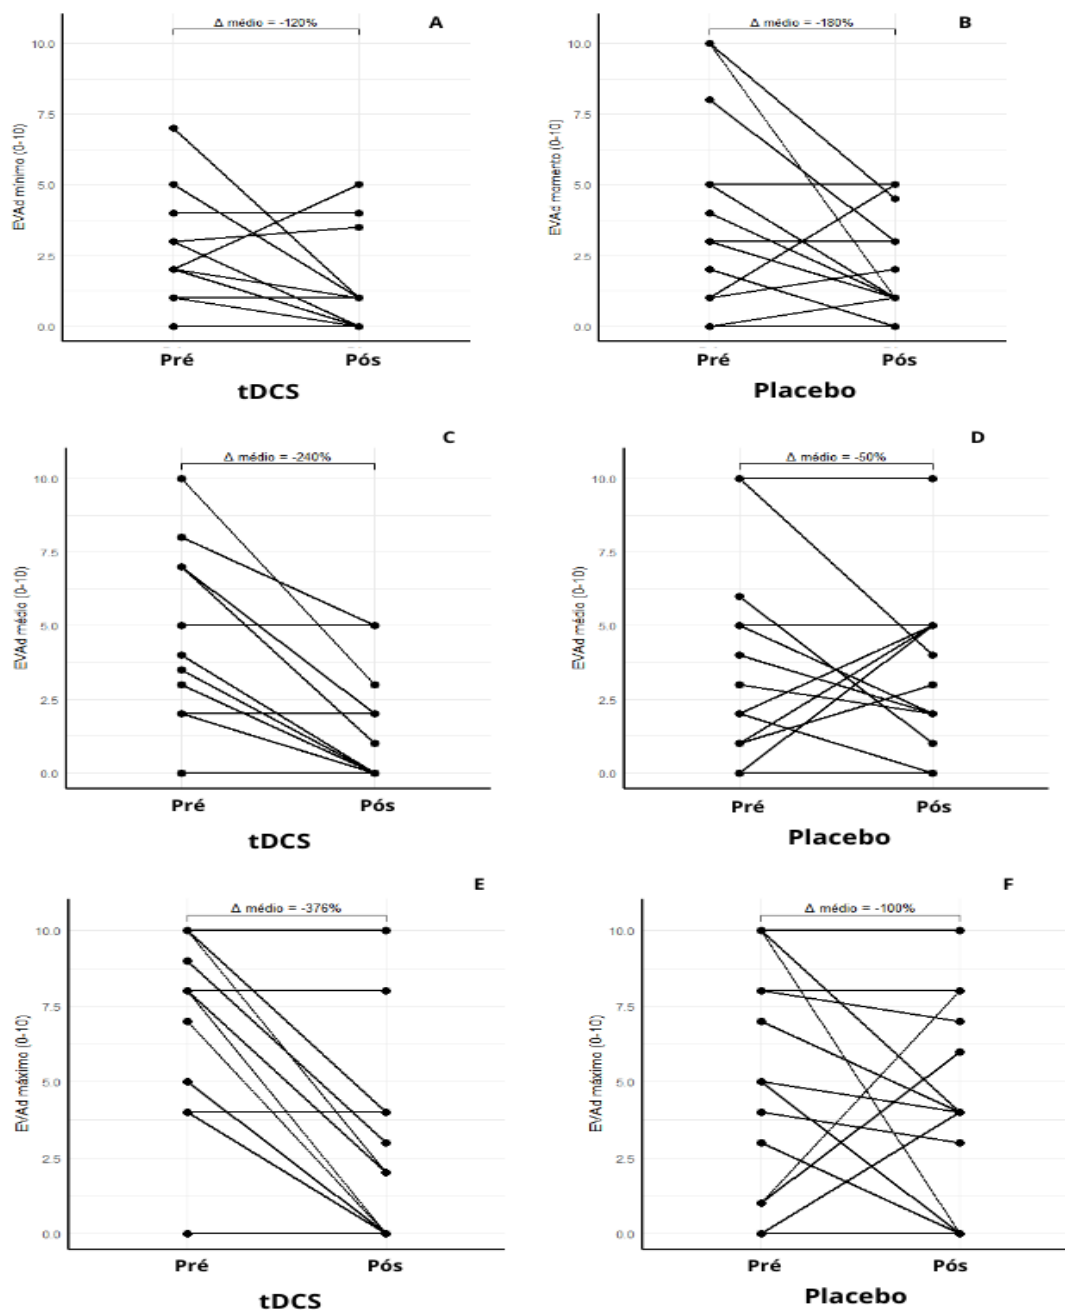 Δ médio = -120%
A
10.0
7.5
5.0
2.5
0.0
EVAd mínimo (0-10)
Pré
Pós
tDCS
Δ médio = -180%
B
10.0
7.5
5.0
2.5
0.0
EVAd momento (0-10)
Pré
Pós
Placebo
C
Δ médio = -240%
10.0
7.5
5.0
2.5
0.0
EVAd médio (0-10)
Pré
Pós
tDCS
D
Δ médio = -50%
10.0
7.5
5.0
2.5
0.0
EVAd médio (0-10)
Pré
Pós
Placebo
E
Δ médio = -376%
10.0
7.5
5.0
2.5
0.0
EVAd máximo (0-10)
Pré
Pós
tDCS
F
Δ médio = -100%
10.0
7.5
5.0
2.5
0.0
EVAd máximo (0-10)
Pré
Pós
Placebo